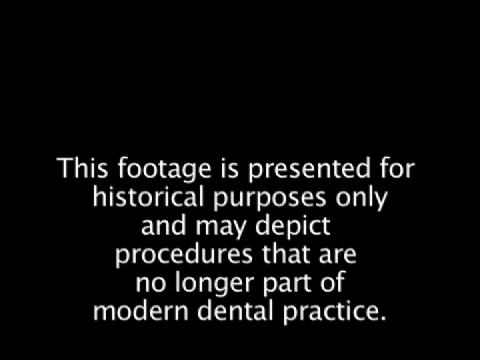 This footage is presented for
historical purposes only
and may depict
procedures that are
no longer part of
modern dental practice.